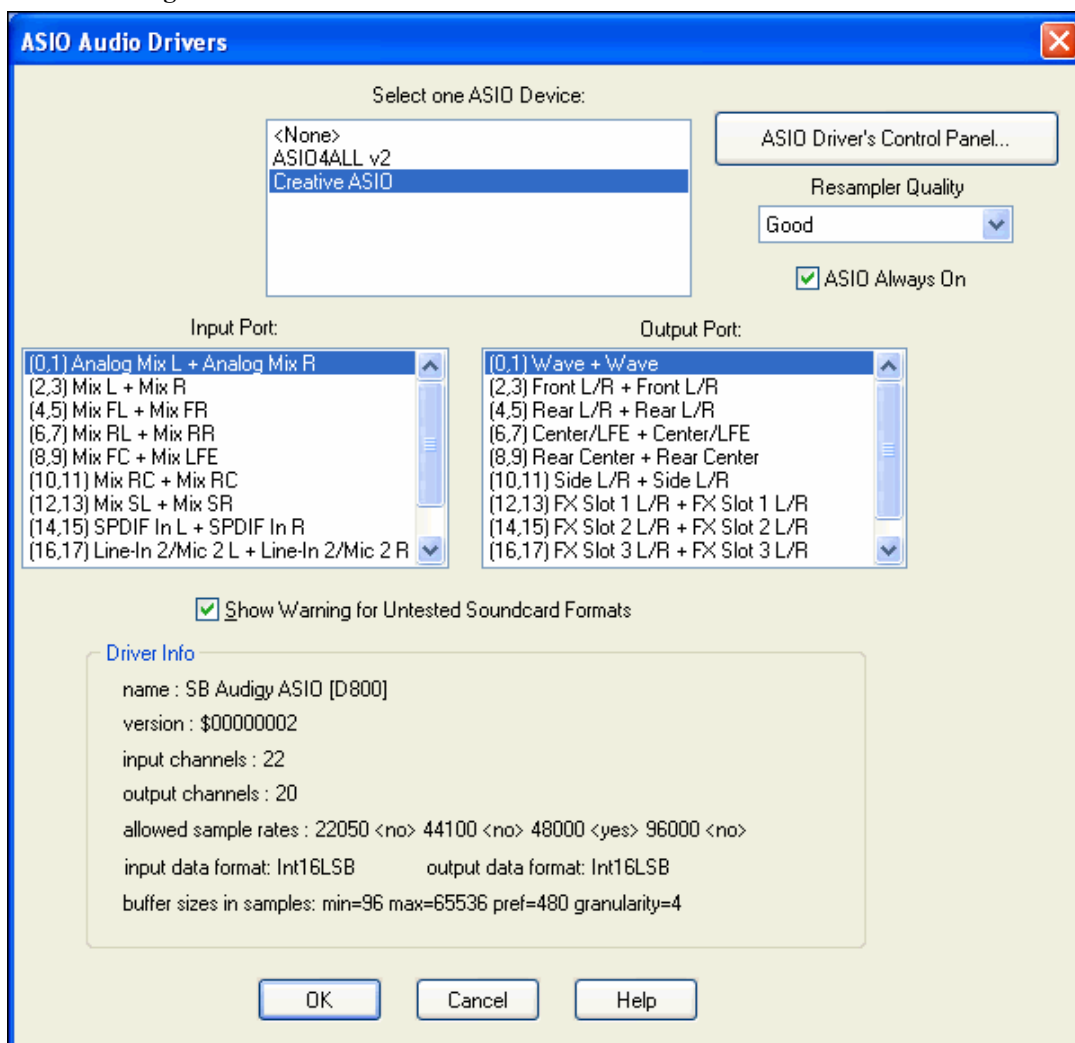 ASIO Audio Drivers
Select one ASIO Device:
<None>
ASIO4ALL v2
Creative ASIO
ASIO Driver's Control Panel...
Resampler Quality
Good
ASIO Always On
Input Port:
(0,1) Analog Mix L + Analog Mix R
(2,3) Mix L + Mix R
(4,5) Mix FL + Mix FR
(6,7) Mix RL + Mix RR
(8,9) Mix FC + Mix LFE
(10,11) Mix RC + Mix RC
(12,13) Mix SL + Mix SR
(14,15) SPDIF In L + SPDIF In R
(16,17) Line-In 2/Mic 2 L + Line-In 2/Mic 2 R
Output Port:
(0,1) Wave + Wave
(2,3) Front L/R + Front L/R
(4,5) Rear L/R + Rear L/R
(6,7) Center/LFE + Center/LFE
(8,9) Rear Center + Rear Center
(10,11) Side L/R + Side L/R
(12,13) FX Slot 1 L/R + FX Slot 1 L/R
(14,15) FX Slot 2 L/R + FX Slot 2 L/R
(16,17) FX Slot 3 L/R + FX Slot 3 L/R
Show Warning for Untested Soundcard Formats
Driver Info
name : SB Audigy ASIO [D800]
version : $00000002
input channels : 22
output channels : 20
allowed sample rates : 22050 <no> 44100 <no> 48000 <yes> 96000 <no>
input data format: Int16LSB output data format: Int16LSB
buffer sizes in samples: min=96 max=65536 pref=480 granularity=4
OK
Cancel
Help